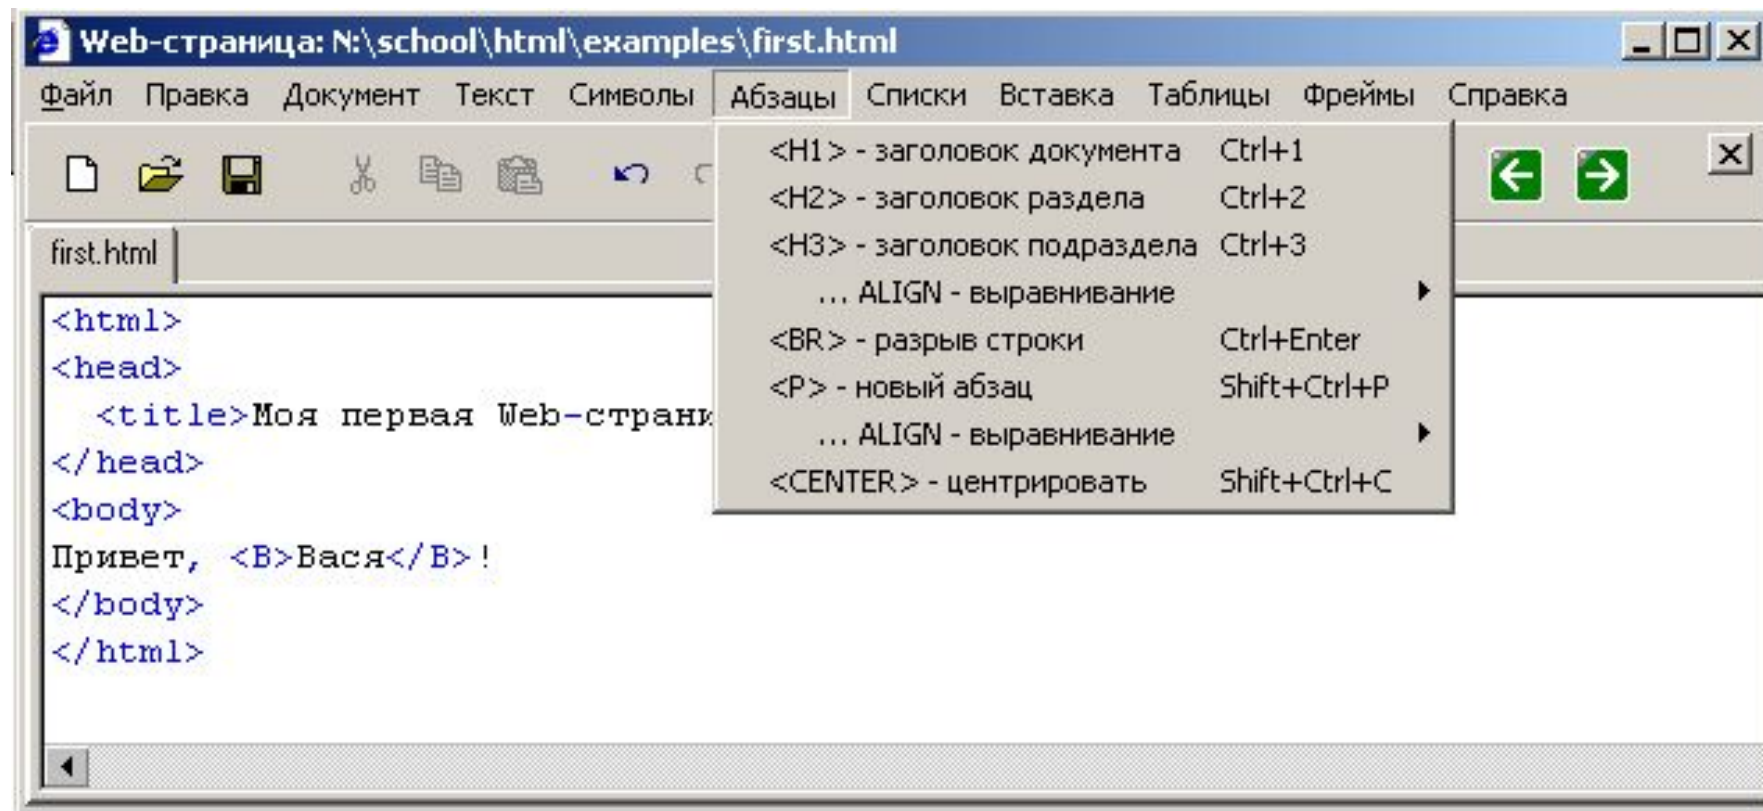 Web-страница: N:\school\html\examples\first.html
Файл Правка Документ Текст Символы Абзацы Списки Вставка Таблицы Фреймы Справка
<H1> - заголовок документа Ctrl+1
<H2> - заголовок раздела Ctrl+2
<H3> - заголовок подраздела Ctrl+3
... ALIGN - выравнивание
<BR> - разрыв строки Ctrl+Enter
<P> - новый абзац Shift+Ctrl+P
... ALIGN - выравнивание
<CENTER> - центрировать Shift+Ctrl+C
first.html
<html>
<head>
<title>Моя первая Web-страни
</head>
<body>
Привет, <B>Вася</B>!
</body>
</html>